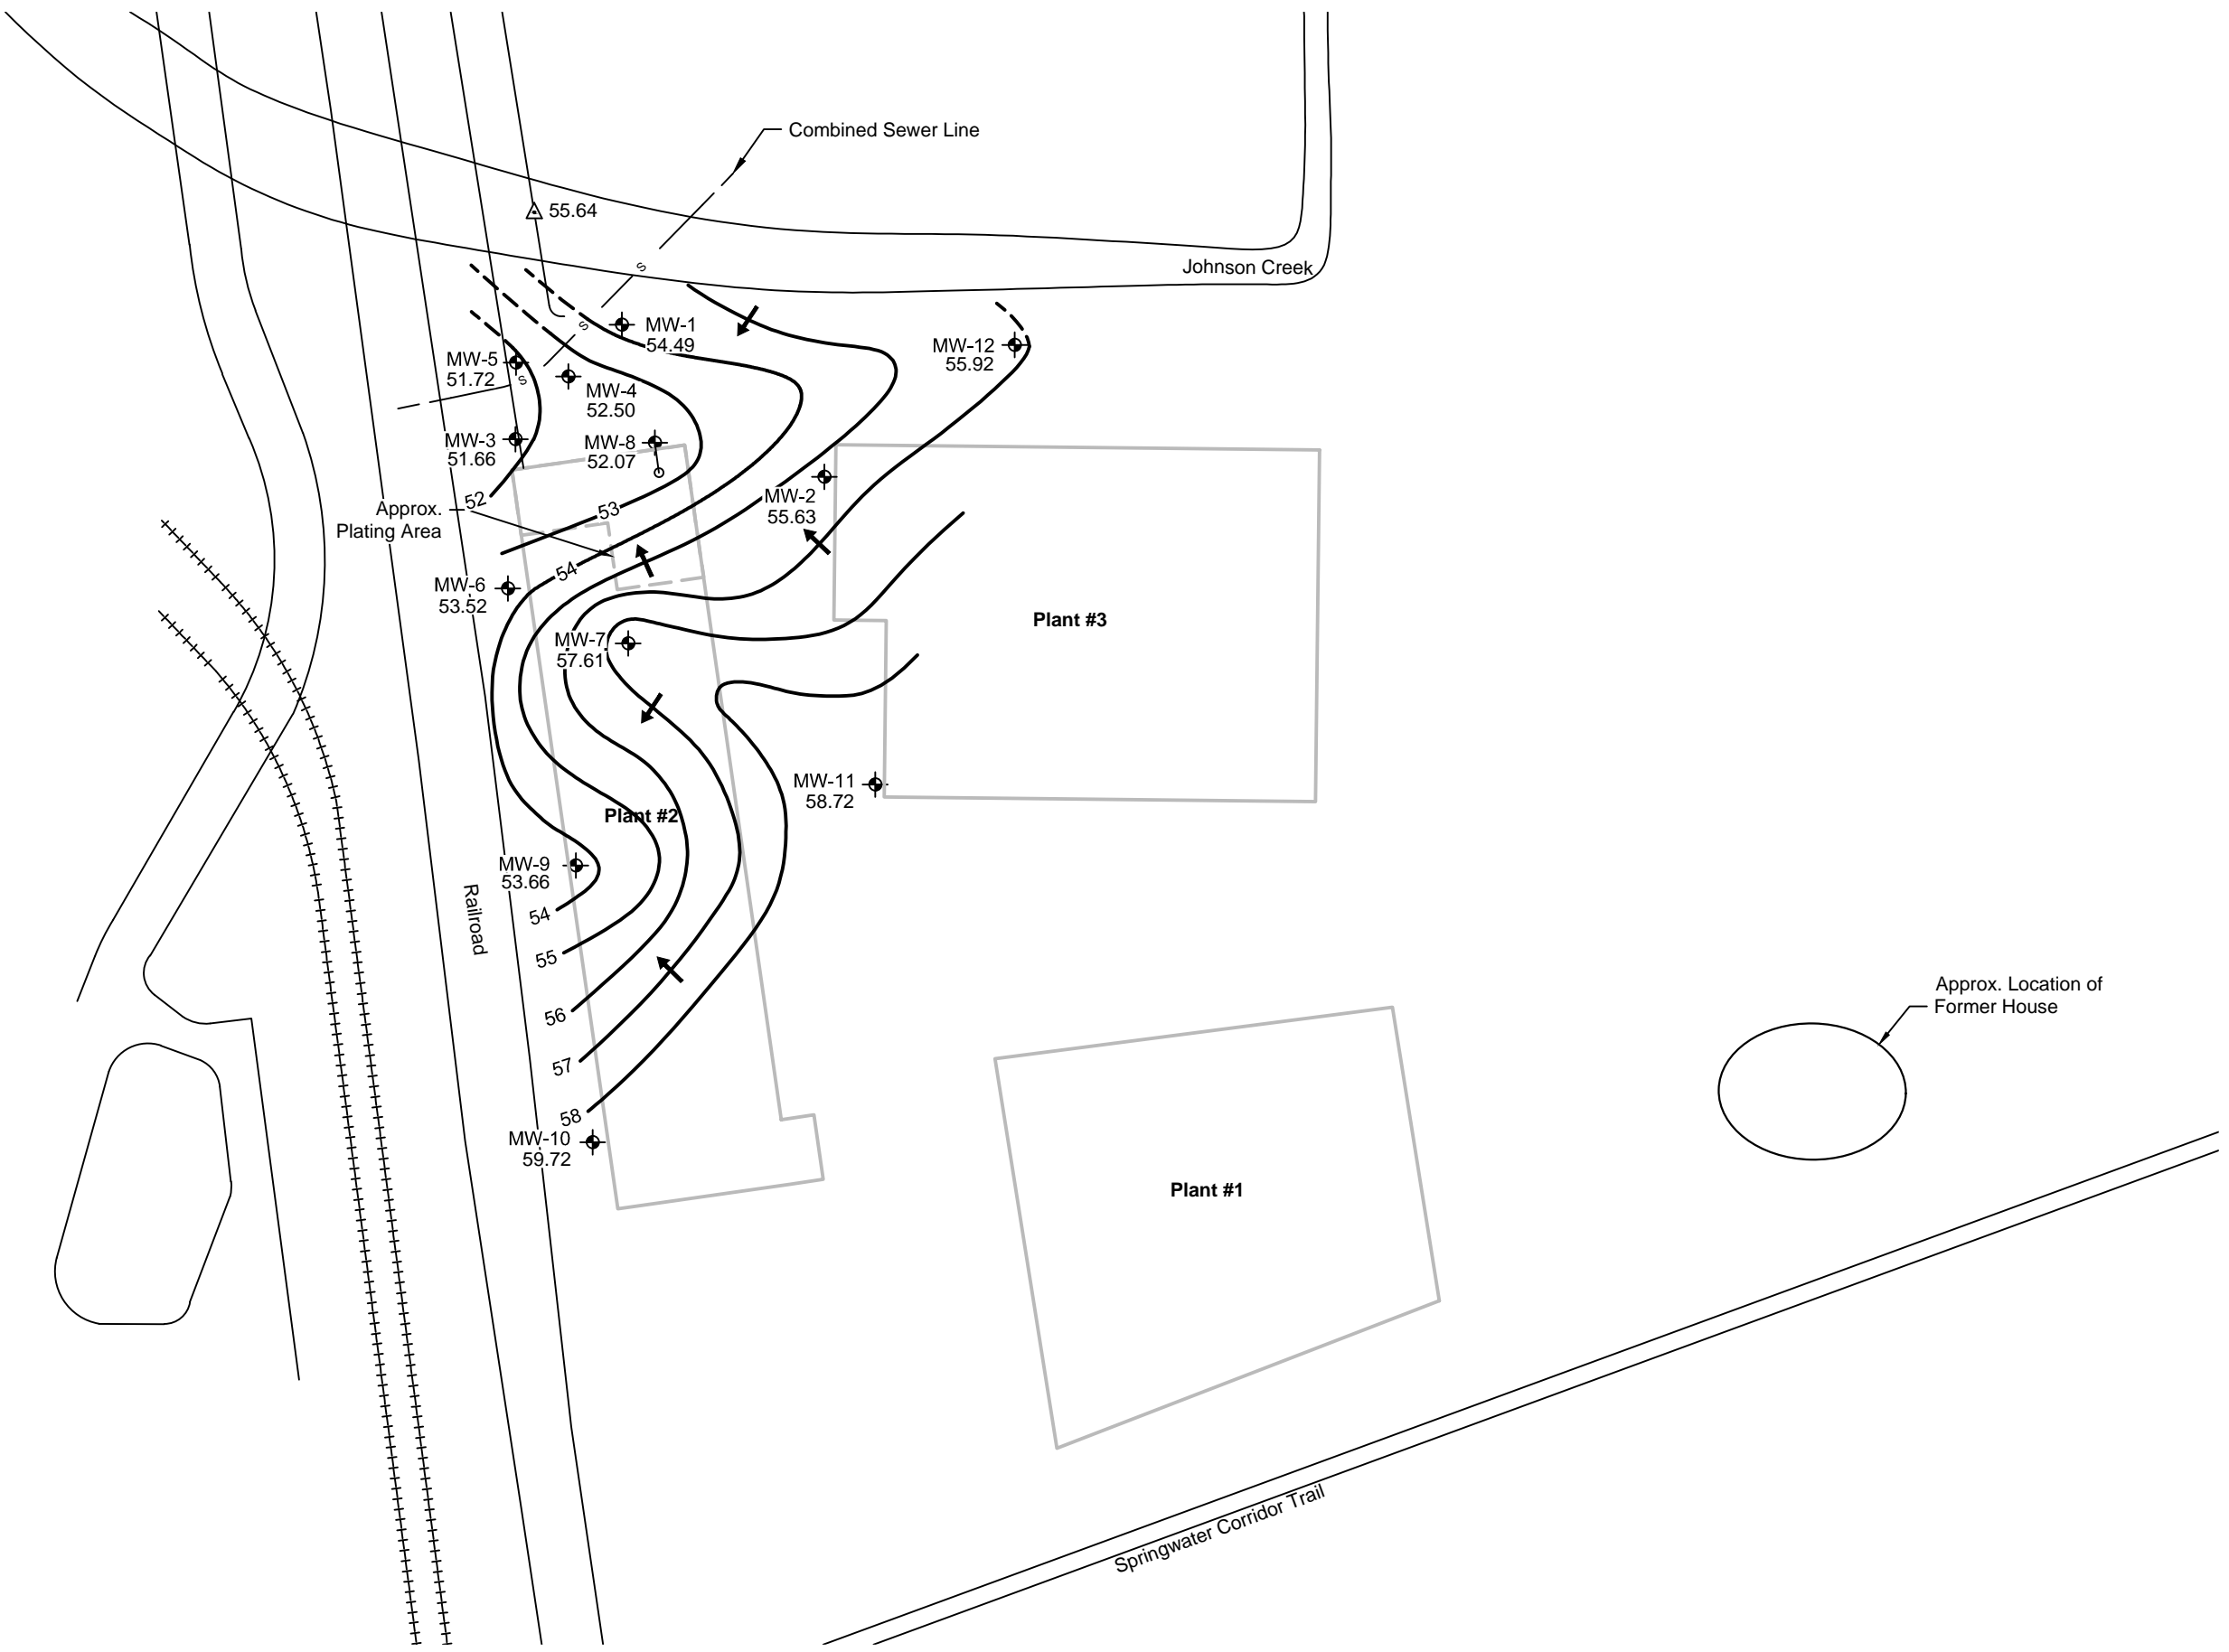 Combined Sewer Line
55.64
s
Johnson Creek
s
MW-1
54.49
MW-12
55.92
MW-5
51.72
s
MW-4
52.50
MW-3
51.66
MW-8
52.07
52
MW-2
55.63
Approx.
Plating Area
53
54
MW-6
53.52
Plant #3
MW-7
57.61
MW-11
58.72
Plant #2
MW-9
53.66
54
Railroad
55
56
57
58
MW-10
59.72
Approx. Location of
Former House
Plant #1
Springwater Corridor Trail